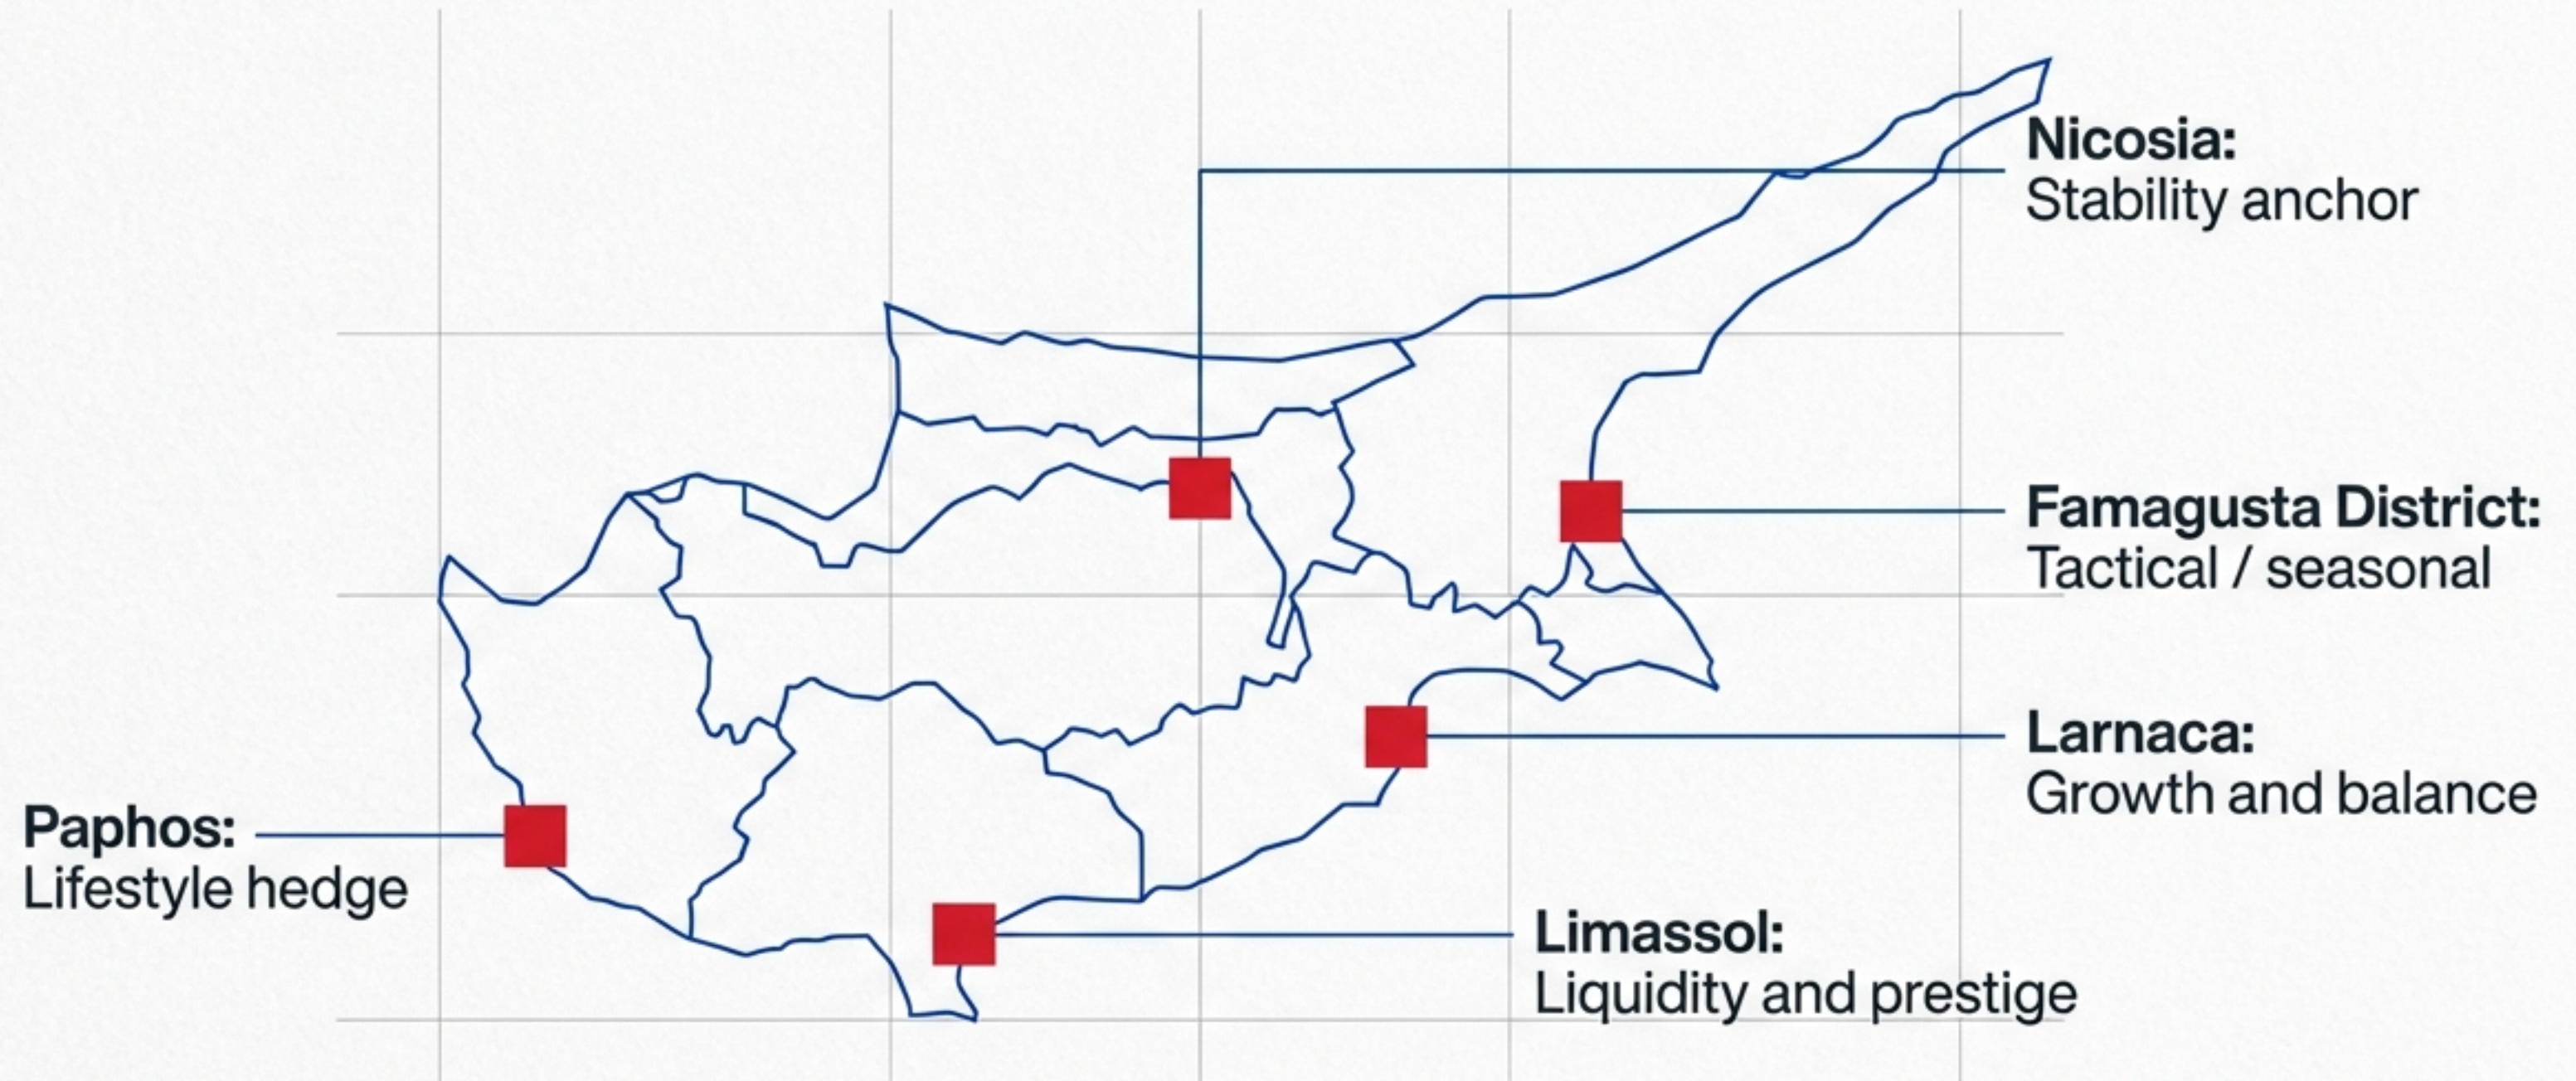 Nicosia:
Stability anchor
Famagusta District:
Tactical / seasonal
Larnaca:
Growth and balance
Paphos:
Lifestyle hedge
Limassol:
Liquidity and prestige